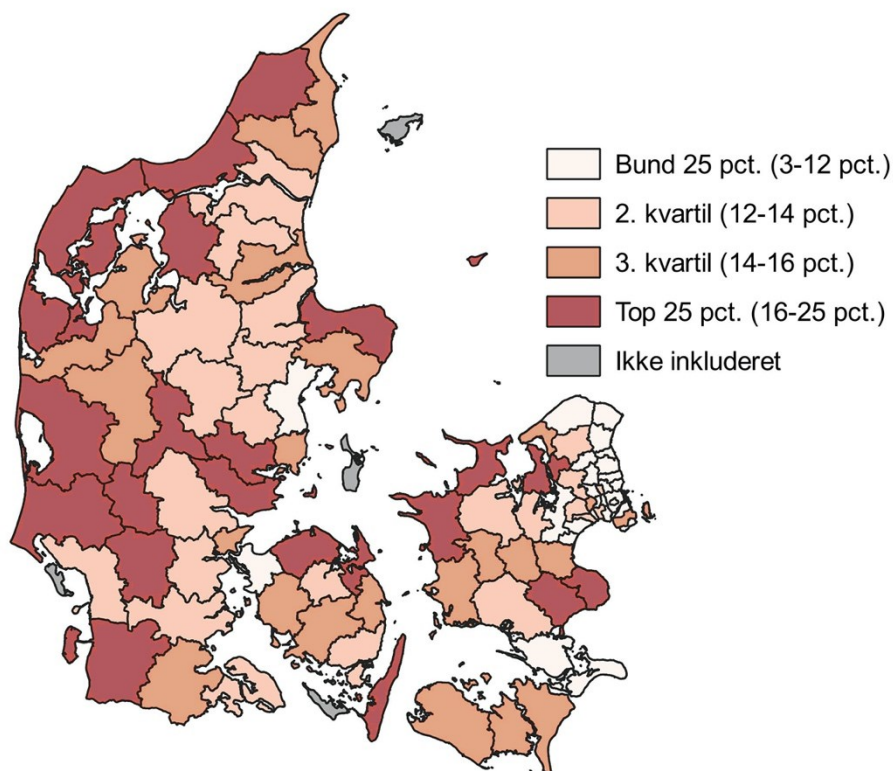 Bund 25 pct. (3-12 pct.)
2. kvartil (12-14 pct.)
3. kvartil (14-16 pct.)
Top 25 pct. (16-25 pct.)
Ikke inkluderet